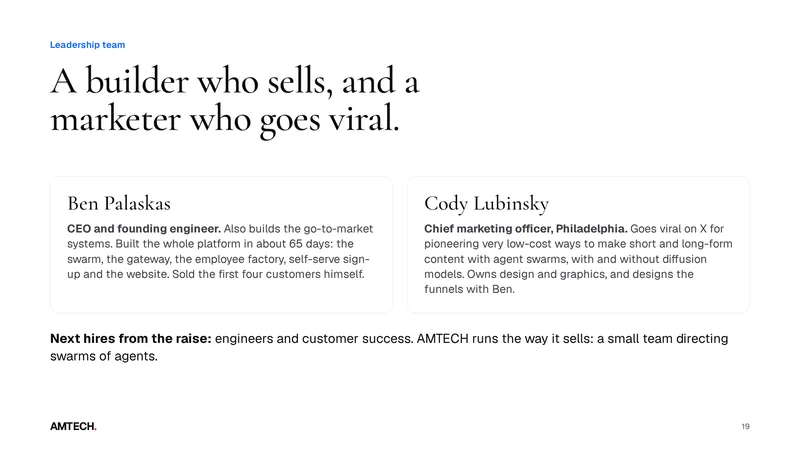 Leadership team
A builder who sells, and a
marketer who goes viral.
Ben Palaskas
CEO and founding engineer. Also builds the go-to-market
systems. Built the whole platform in about 65 days: the
swarm, the gateway, the employee factory, self-serve sign-
up and the website. Sold the first four customers himself.
Cody Lubinsky
Chief marketing officer, Philadelphia. Goes viral on X for
pioneering very low-cost ways to make short and long-form
content with agent swarms, with and without diffusion
models. Owns design and graphics, and designs the
funnels with Ben.
Next hires from the raise: engineers and customer success. AMTECH runs the way it sells: a small team directing
swarms of agents.
AMTECH.
19